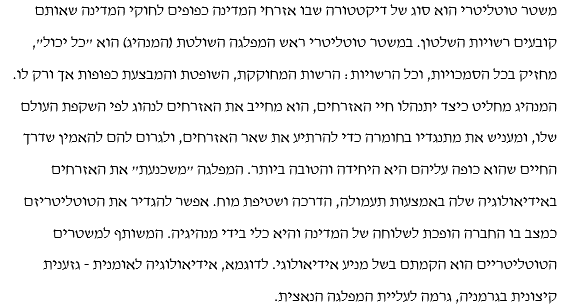 משטר טוטליטרי הוא סוג של דיקטטורה שבו אזרחי המדינה כפופים לחוקי המדינה שאותם
קובעים רשויות השלטון. במשטר טוטליטרי ראש המפלגה השולטת (המנהיג) הוא "כל יכול",
מחזיק בכל הסמכויות, וכל הרשויות: הרשות המחוקקת, השופטת והמבצעת כפופות אך ורק לו.
המנהיג מחליט כיצד יתנהלו חיי האזרחים, הוא מחייב את האזרחים לנהוג לפי השקפת העולם
שלו, ומעניש את מתנגדיו בחומרה כדי להרתיע את שאר האזרחים, ולגרום להם להאמין שדרך
החיים שהוא כופה עליהם היא היחידה והטובה ביותר. המפלגה "משכנעת" את האזרחים
באידיאולוגיה שלה באמצעות תעמולה, הדרכה ושטיפת מוח. אפשר להגדיר את הטוטליטריזם
כמצב בו החברה הופכת לשלוחה של המדינה והיא כלי בידי מנהיגיה. המשותף למשטרים
הטוטליטריים הוא הקמתם בשל מניע אידיאולוגי. לדוגמא, אידיאולוגיה לאומנית - גזענית
קיצונית בגרמניה, גרמה לעליית המפלגה הנאצית.